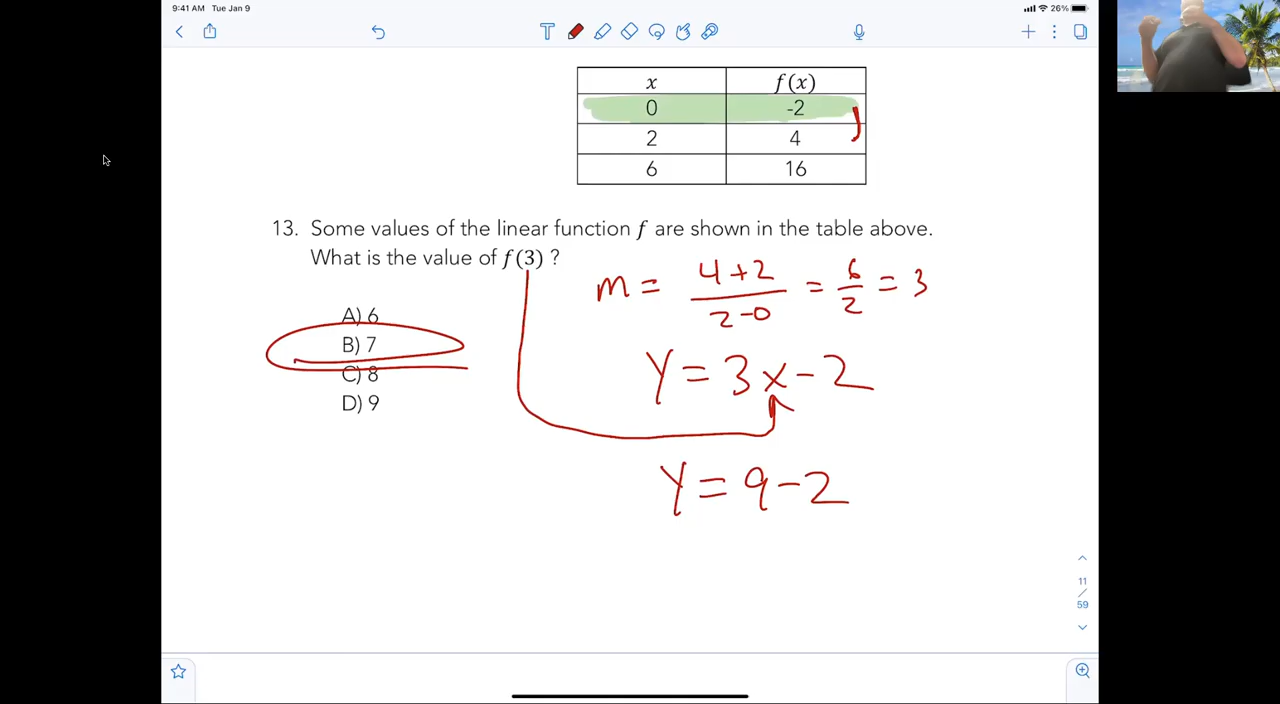 9:41 AM Tue Jan 9
26%
T
x f(x)
0 -2
2 4
6 16
13. Some values of the linear function f are shown in the table above.
What is the value of f(3) ?
A) 6
B) 7
C) 8
D) 9
m = 4+2 / 2-0 = 6/2 = 3
y = 3x - 2
y = 9 - 2
11
/
59